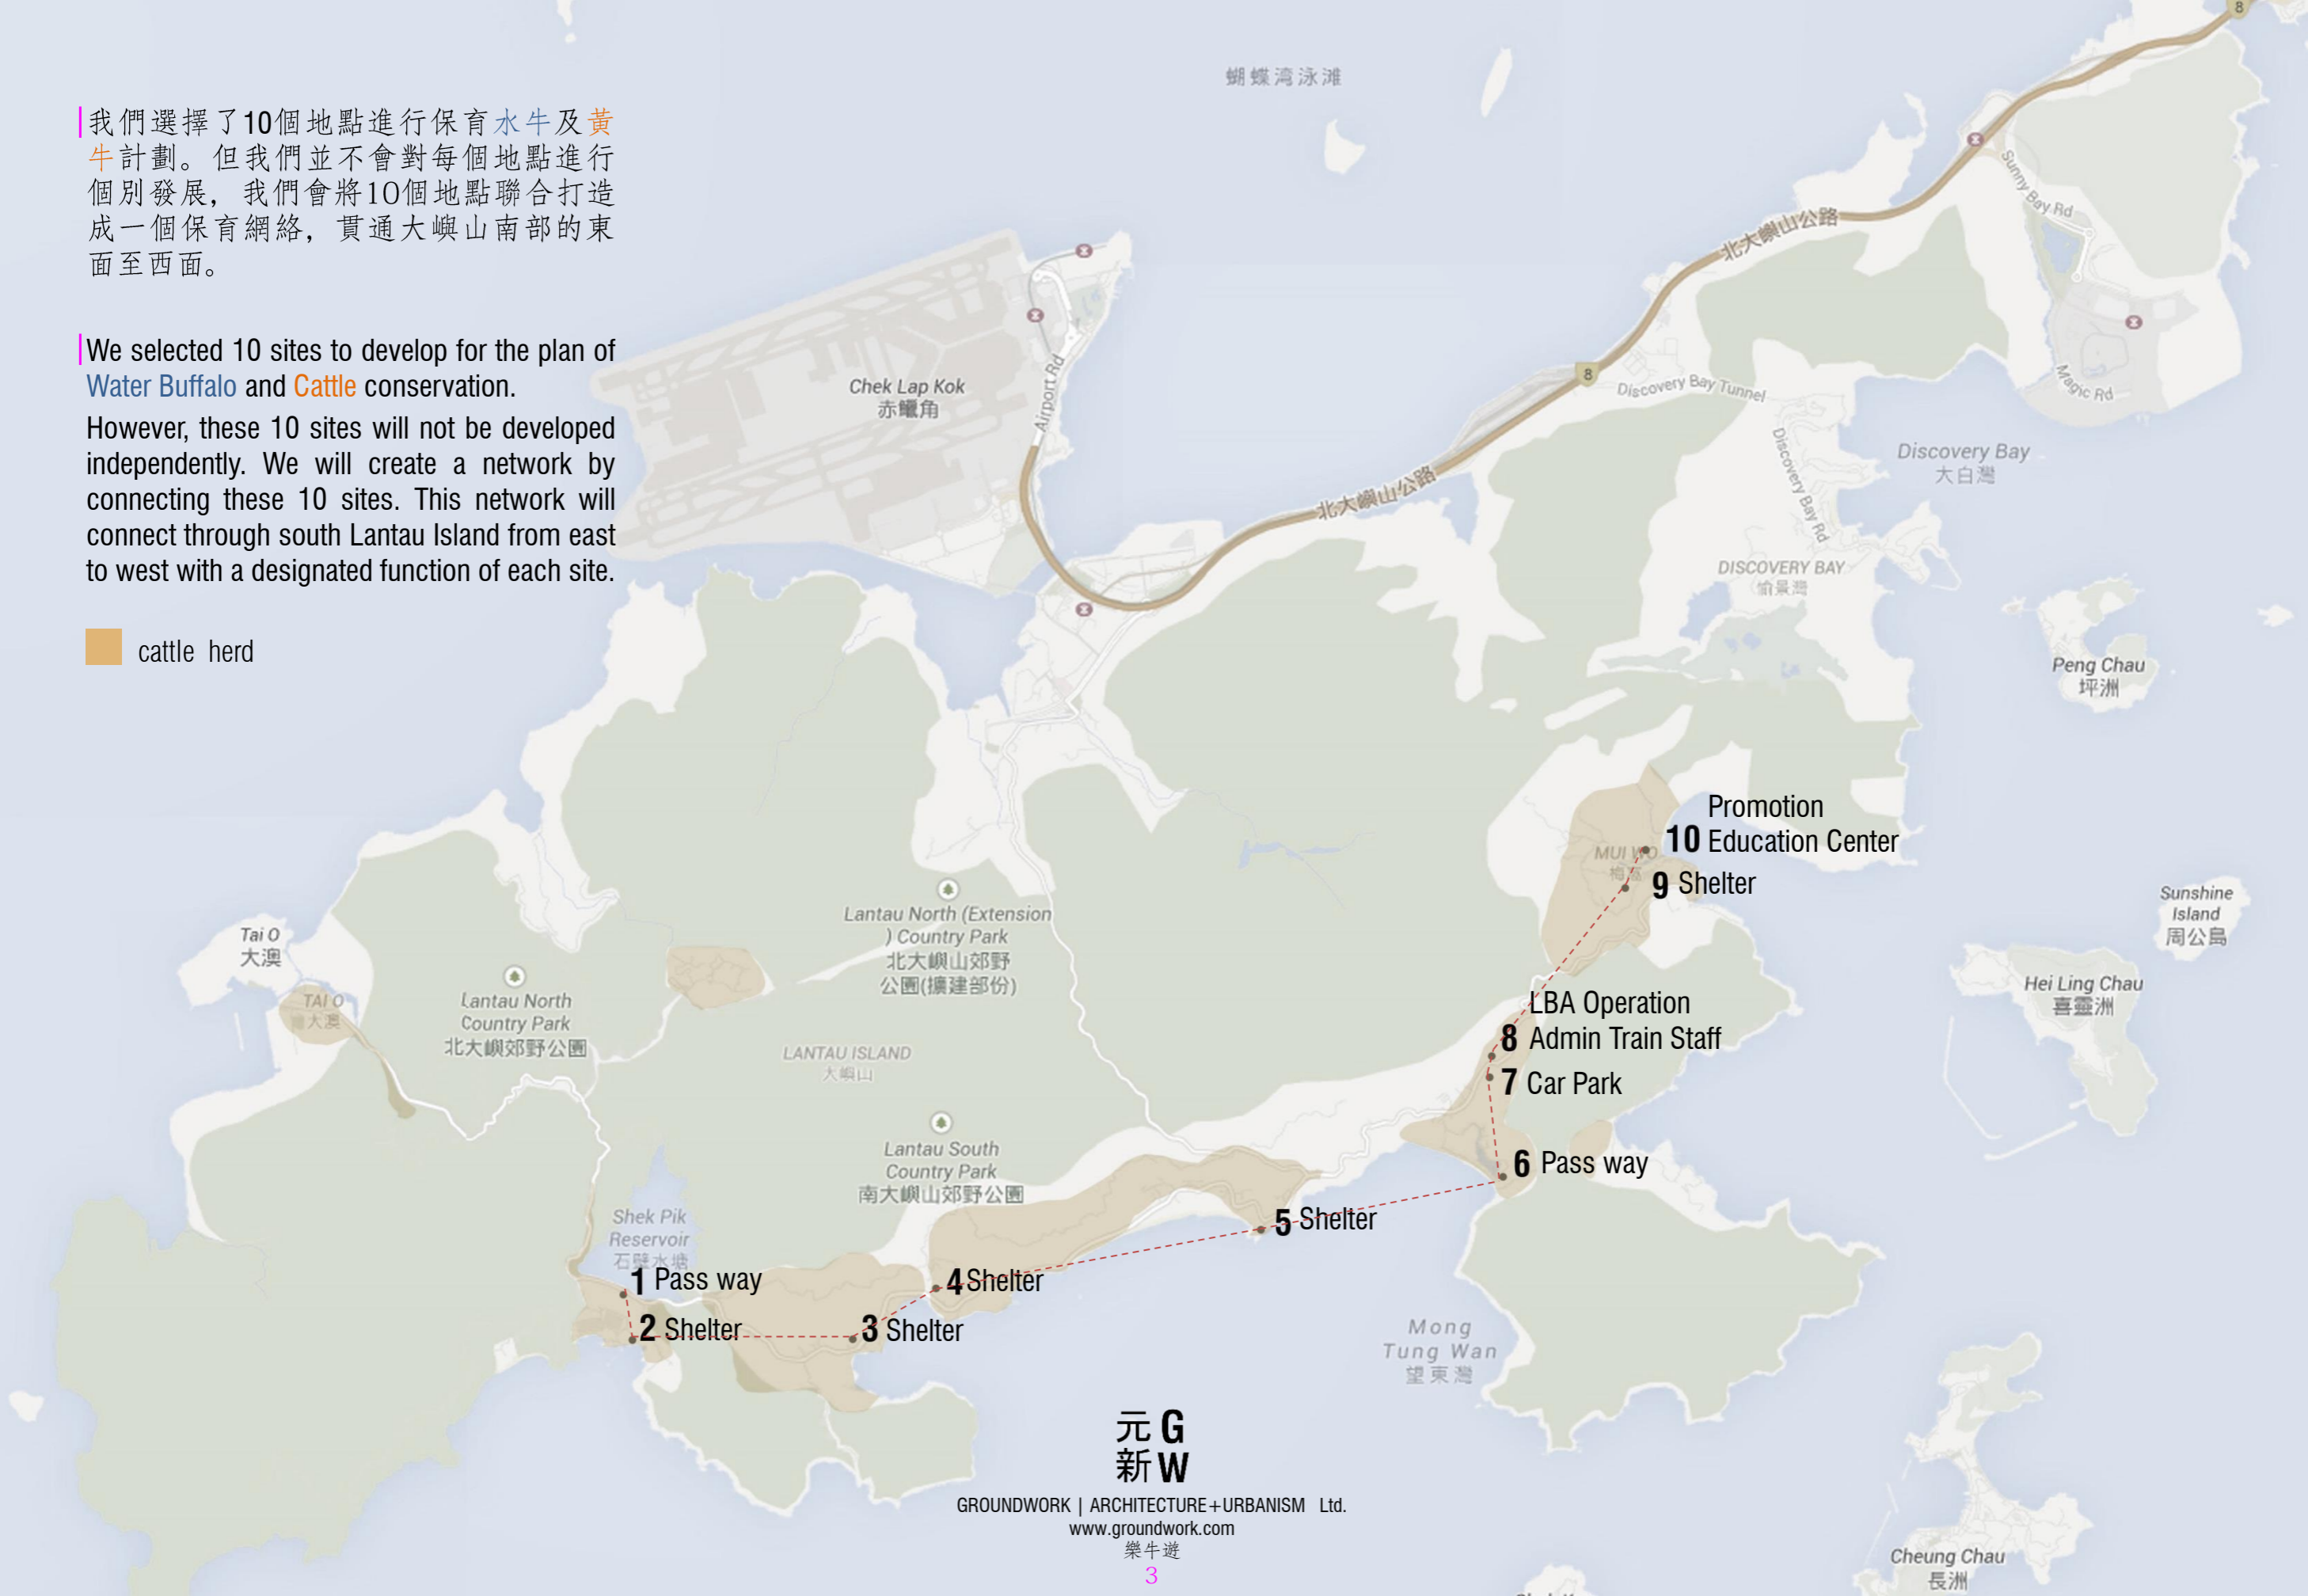 我們選擇了10個地點進行保育水牛及黃
牛計劃。但我們並不會對每個地點進行
個別發展，我們會將10個地點聯合打造
成一個保育網絡，貫通大嶼山南部的東
面至西面。
We selected 10 sites to develop for the plan of
Water Buffalo and Cattle conservation.
However, these 10 sites will not be developed
independently. We will create a network by
connecting these 10 sites. This network will
connect through south Lantau Island from east
to west with a designated function of each site.
cattle herd
蝴蝶湾泳滩
8
Sunny Bay Rd
北大嶼山公路
Magic Rd
8
Discovery Bay Tunnel
Discovery Bay Rd
Discovery Bay
大白灣
Chek Lap Kok
赤鱲角
Airport Rd
北大嶼山公路
DISCOVERY BAY
愉景灣
Peng Chau
坪洲
Promotion
10 Education Center
MUI WO
梅窩
9 Shelter
Sunshine
Island
周公島
Hei Ling Chau
喜靈洲
Lantau North (Extension
) Country Park
北大嶼山郊野
公園(擴建部份)
Tai O
大澳
TAI O
大澳
Lantau North
Country Park
北大嶼郊野公園
LANTAU ISLAND
大嶼山
LBA Operation
8 Admin Train Staff
7 Car Park
6 Pass way
Lantau South
Country Park
南大嶼山郊野公園
Shek Pik
Reservoir
石壁水塘
5 Shelter
1 Pass way
4 Shelter
2 Shelter
3 Shelter
Mong
Tung Wan
望東灣
元 G
新 W
GROUNDWORK | ARCHITECTURE+URBANISM Ltd.
www.groundwork.com
樂牛遊
3
Cheung Chau
長洲